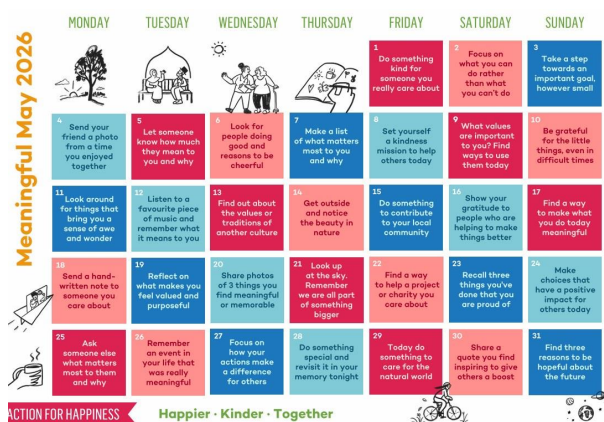 Meaningful May 2026
MONDAY
TUESDAY
WEDNESDAY
THURSDAY
FRIDAY
SATURDAY
SUNDAY
1
Do something
kind for
someone you
really care about
2
Focus on
what you can
do rather
than what
you can't do
3
Take a step
towards an
important goal,
however small
4
Send your
friend a photo
from a time
you enjoyed
together
5
Let someone
know how much
they mean to
you and why
6
Look for
people doing
good and
reasons to be
cheerful
7
Make a list
of what matters
most to you
and why
8
Set yourself
a kindness
mission to help
others today
9
What values
are important
to you? Find
ways to use
them today
10
Be grateful
for the little
things, even in
difficult times
11
Look around
for things that
bring you a
sense of awe
and wonder
12
Listen to a
favourite piece
of music and
remember what
it means to you
13
Find out about
the values or
traditions of
another culture
14
Get outside
and notice
the beauty in
nature
15
Do something
to contribute
to your local
community
16
Show your
gratitude to
people who are
helping to make
things better
17
Find a way
to make what
you do today
meaningful
18
Send a hand-
written note to
someone you
care about
19
Reflect on
what makes you
feel valued and
purposeful
20
Share photos
of 3 things you
find meaningful
or memorable
21
Look up
at the sky.
Remember
we are all part
of something
bigger
22
Find a way
to help a project
or charity you
care about
23
Recall three
things you've
done that you
are proud of
24
Make
choices that
have a positive
impact for
others today
25
Ask
someone else
what matters
most to them
and why
26
Remember
an event in
your life that
was really
meaningful
27
Focus on
how your
actions make
a difference
for others
28
Do something
special and
revisit it in your
memory tonight
29
Today do
something to
care for the
natural world
30
Share a
quote you find
inspiring to give
others a boost
31
Find three
reasons to be
hopeful about
the future
ACTION FOR HAPPINESS
Happier · Kinder · Together